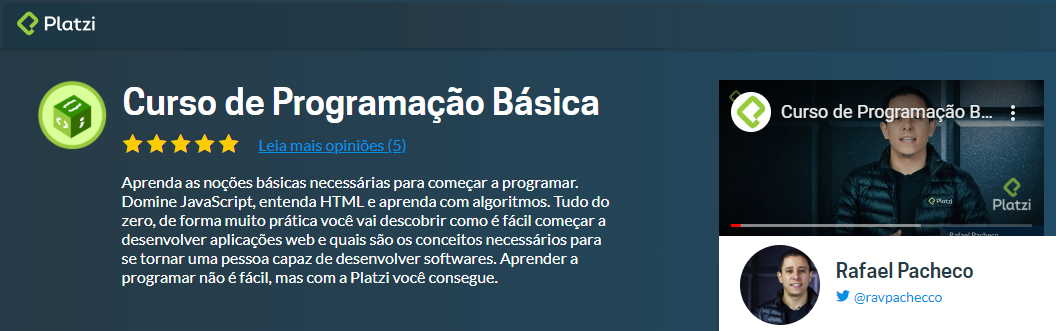 Platzi
Curso de Programação Básica
Leia mais opiniões (5)
Aprenda as noções básicas necessárias para começar a programar.
Domine JavaScript, entenda HTML e aprenda com algoritmos. Tudo do
zero, de forma muito prática você vai descobrir como é fácil começar a
desenvolver aplicações web e quais são os conceitos necessários para
se tornar uma pessoa capaz de desenvolver softwares. Aprender a
programar não é fácil, mas com a Platzi você consegue.
Curso de Programação B...
Platzi
Platzi
Rafael Pacheco
Rafael Pacheco
@ravpachecco